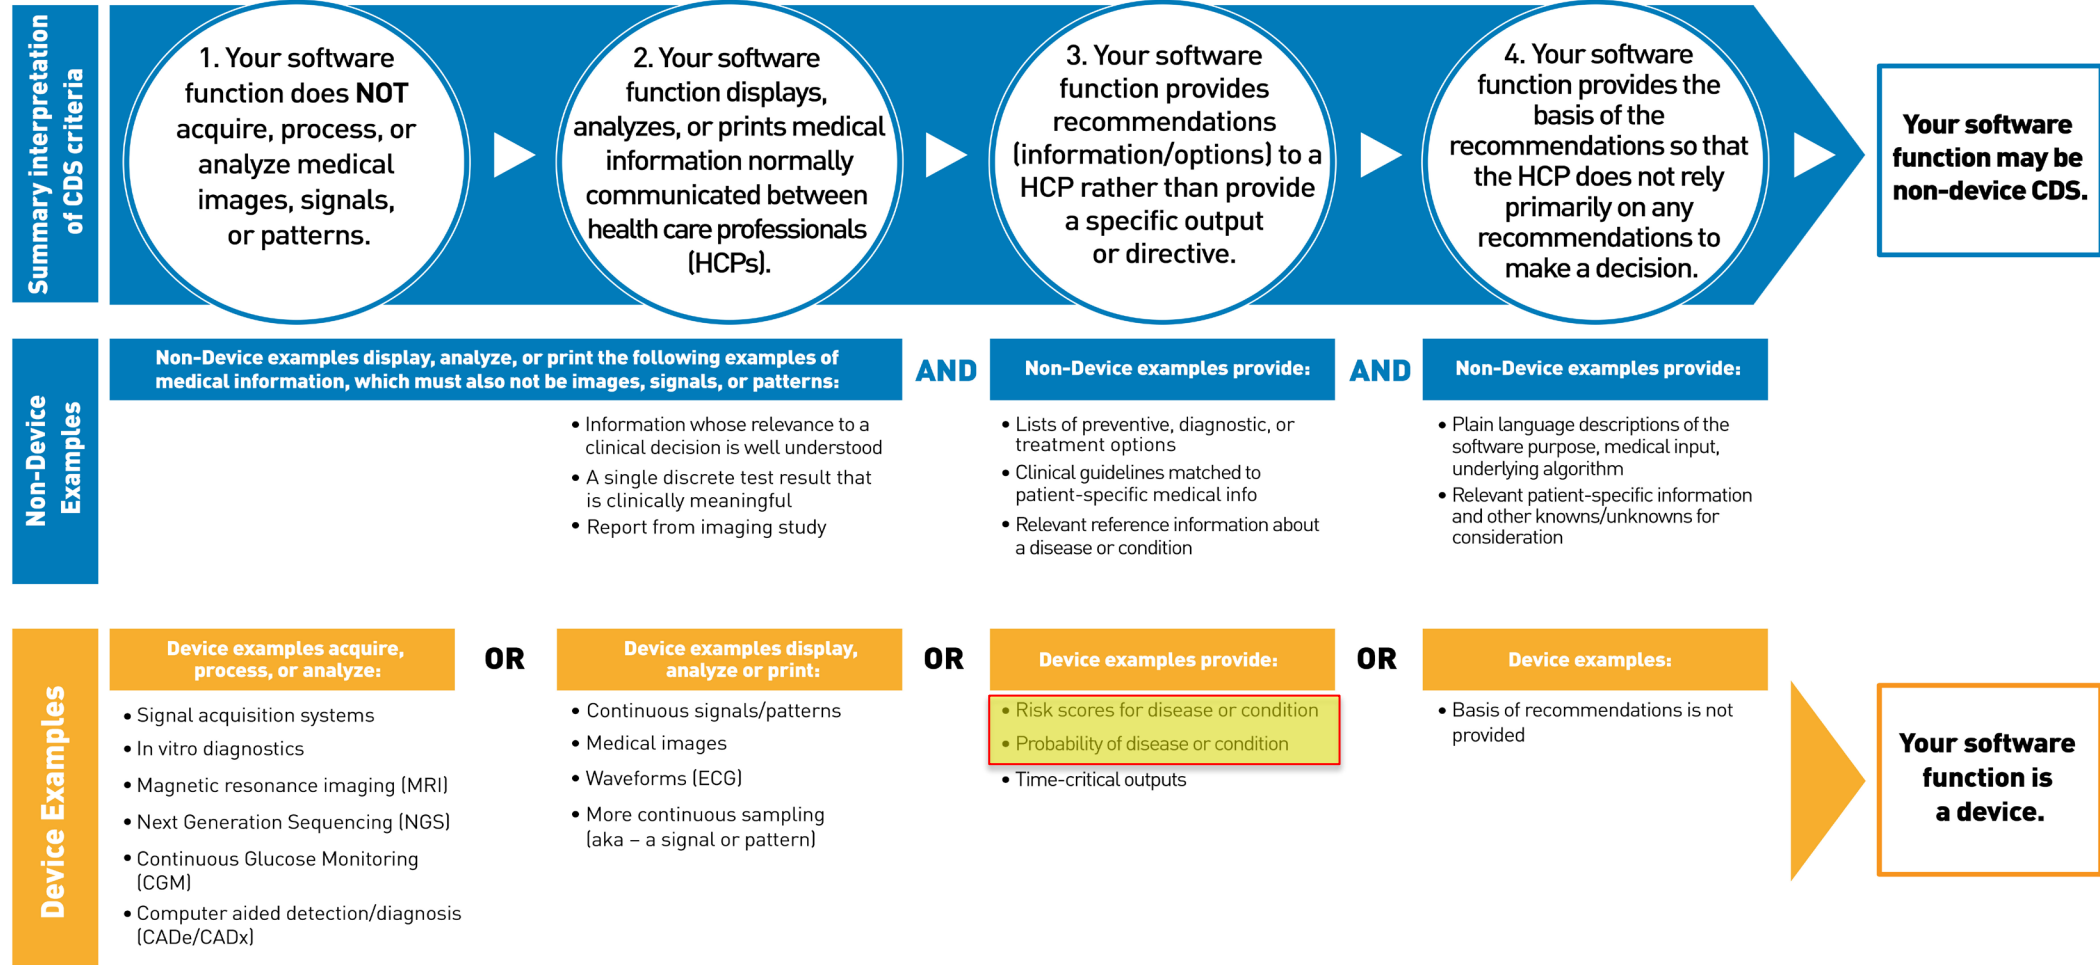 Summary interpretation
of CDS criteria
1. Your software
function does NOT
acquire, process, or
analyze medical
images, signals,
or patterns.
2. Your software
function displays,
analyzes, or prints medical
information normally
communicated between
health care professionals
(HCPs).
3. Your software
function provides
recommendations
(information/options) to a
HCP rather than provide
a specific output
or directive.
4. Your software
function provides the
basis of the
recommendations so that
the HCP does not rely
primarily on any
recommendations to
make a decision.
Your software
function may be
non-device CDS.
Non-Device
Examples
Non-Device examples display, analyze, or print the following examples of
medical information, which must also not be images, signals, or patterns:
• Information whose relevance to a
clinical decision is well understood
• A single discrete test result that
is clinically meaningful
• Report from imaging study
AND
Non-Device examples provide:
• Lists of preventive, diagnostic, or
treatment options
• Clinical guidelines matched to
patient-specific medical info
• Relevant reference information about
a disease or condition
AND
Non-Device examples provide:
• Plain language descriptions of the
software purpose, medical input,
underlying algorithm
• Relevant patient-specific information
and other knowns/unknowns for
consideration
Device Examples
Device examples acquire,
process, or analyze:
• Signal acquisition systems
• In vitro diagnostics
• Magnetic resonance imaging (MRI)
• Next Generation Sequencing (NGS)
• Continuous Glucose Monitoring
(CGM)
• Computer aided detection/diagnosis
(CADe/CADx)
OR
Device examples display,
analyze or print:
• Continuous signals/patterns
• Medical images
• Waveforms (ECG)
• More continuous sampling
(aka – a signal or pattern)
OR
Device examples provide:
• Risk scores for disease or condition
• Probability of disease or condition
• Time-critical outputs
OR
Device examples:
• Basis of recommendations is not
provided
Your software
function is
a device.